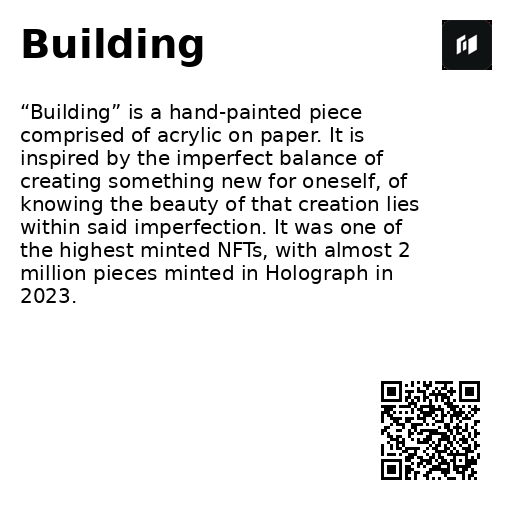 Building
“Building” is a hand-painted piece
comprised of acrylic on paper. It is
inspired by the imperfect balance of
creating something new for oneself, of
knowing the beauty of that creation lies
within said imperfection. It was one of
the highest minted NFTs, with almost 2
million pieces minted in Holograph in
2023.